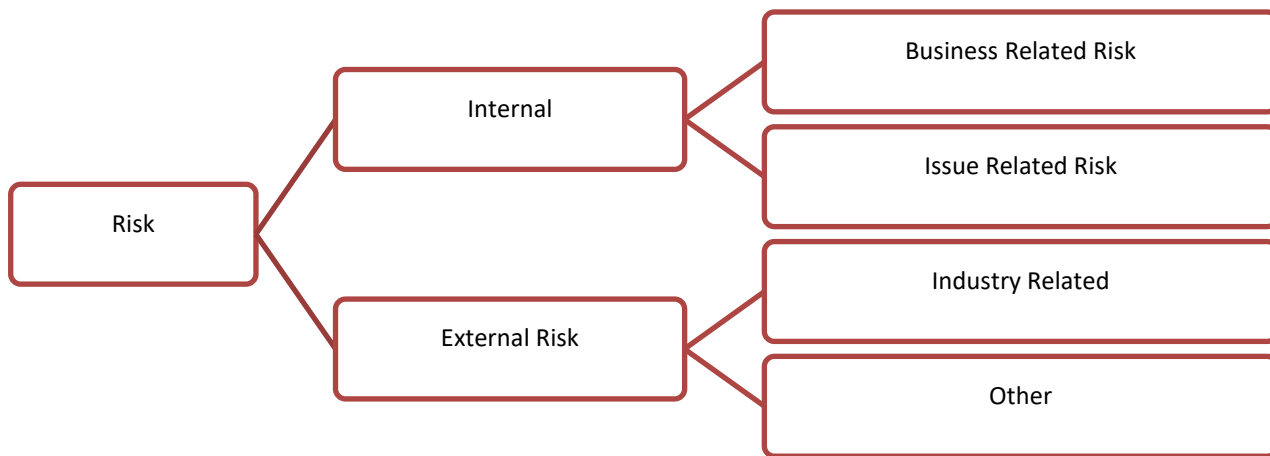 Risk
Internal
External Risk
Business Related Risk
Issue Related Risk
Industry Related
Other